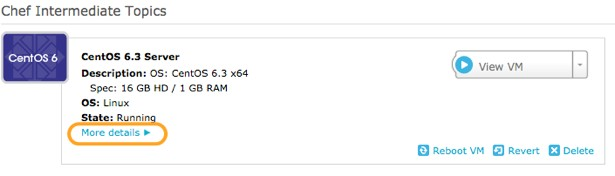 Chef Intermediate Topics
CentOS 6
CentOS 6.3 Server
Description: OS: CentOS 6.3 x64
Spec: 16 GB HD / 1 GB RAM
OS: Linux
State: Running
More details ▶
View VM
Reboot VM Revert Delete